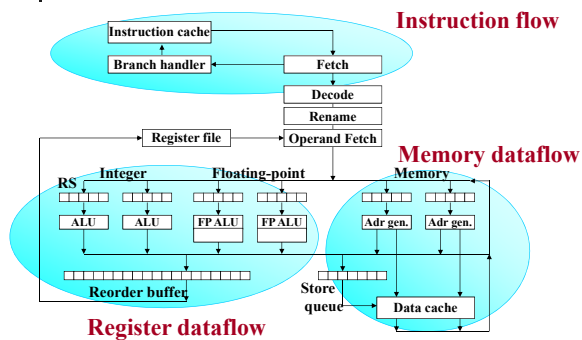 Instruction flow
Instruction cache
Branch handler
Fetch
Decode
Rename
Register file
Operand Fetch
Memory dataflow
Integer
Floating-point
Memory
RS
ALU
ALU
FP ALU
FP ALU
Adr gen.
Adr gen.
Reorder buffer
Store
queue
Data cache
Register dataflow